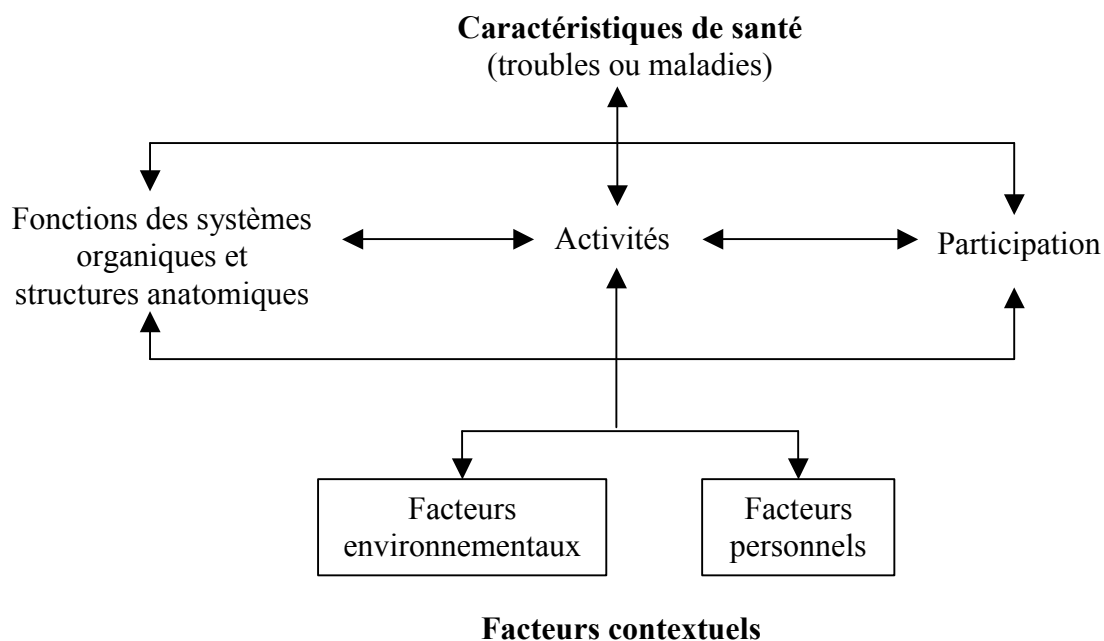 Caractéristiques de santé
(troubles ou maladies)
Fonctions des systèmes
organiques et
structures anatomiques
Activités
Participation
Facteurs
environnementaux
Facteurs
personnels
Facteurs contextuels